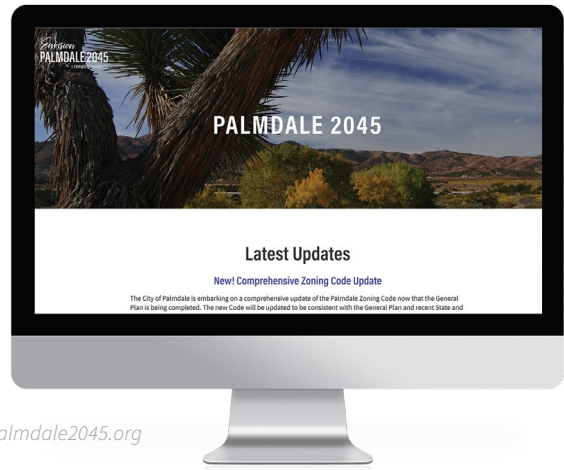 Envision
PALMDALE 2045
PALMDALE 2045
Latest Updates
New! Comprehensive Zoning Code Update
The City of Palmdale is embarking on a comprehensive update of the Palmdale Zoning Code now that the General
Plan is being completed. The new Code will be updated to be consistent with the General Plan and recent State and
almdale2045.org